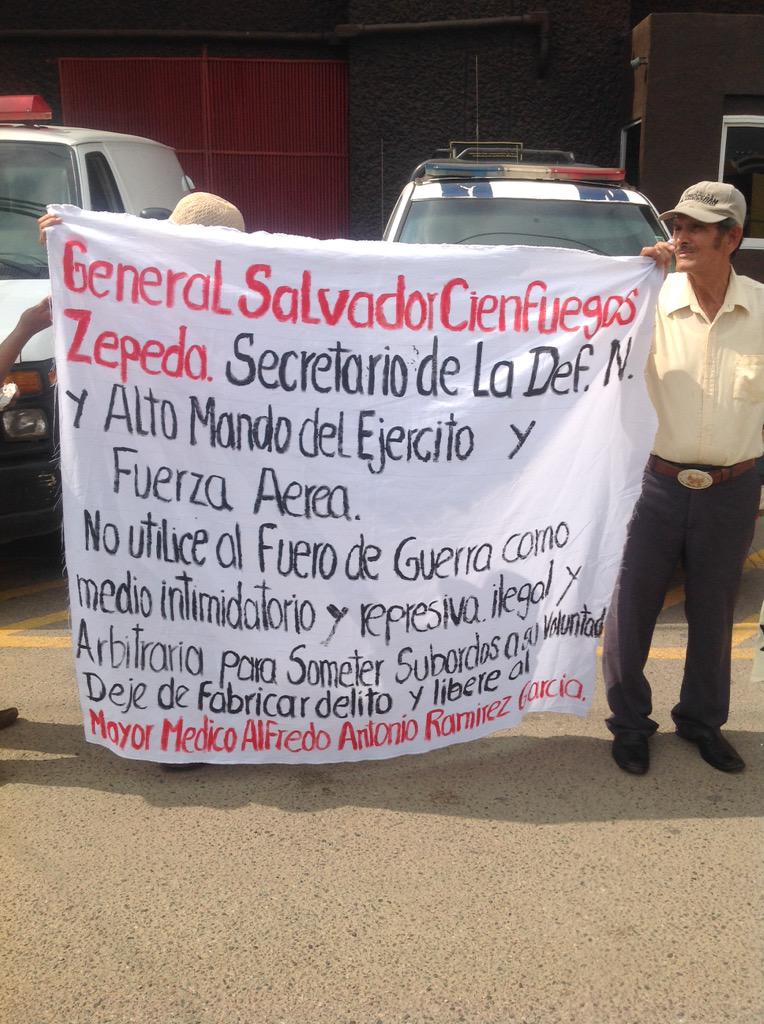 General Salvador Cienfuegos
Zepeda. Secretario de La Def. N.
y Alto Mando del Ejercito y
Fuerza Aerea.
No utilice al Fuero de Guerra como
medio intimidatorio y represiva. ilegal y
Arbitraria para Someter Subordos a su voluntad
Deje de Fabricar delito y libere al
Mayor Medico Alfredo Antonio Ramirez Garcia.